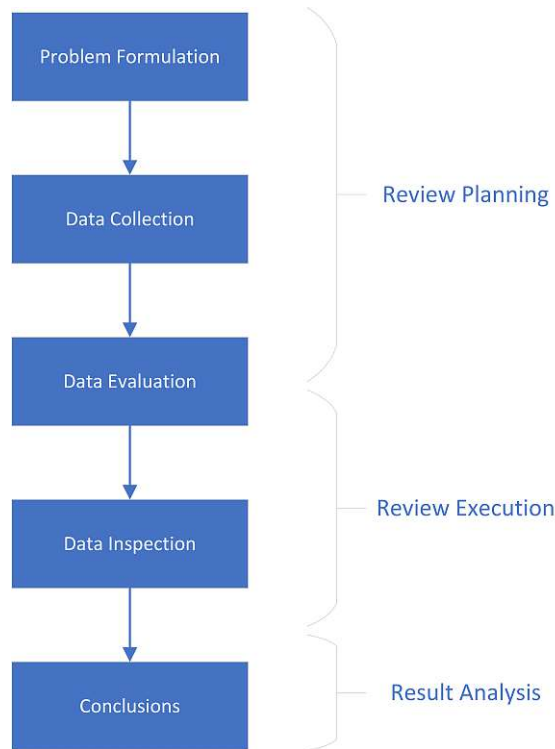 Problem Formulation
Data Collection
Review Planning
Data Evaluation
Review Execution
Data Inspection
Conclusions
Result Analysis